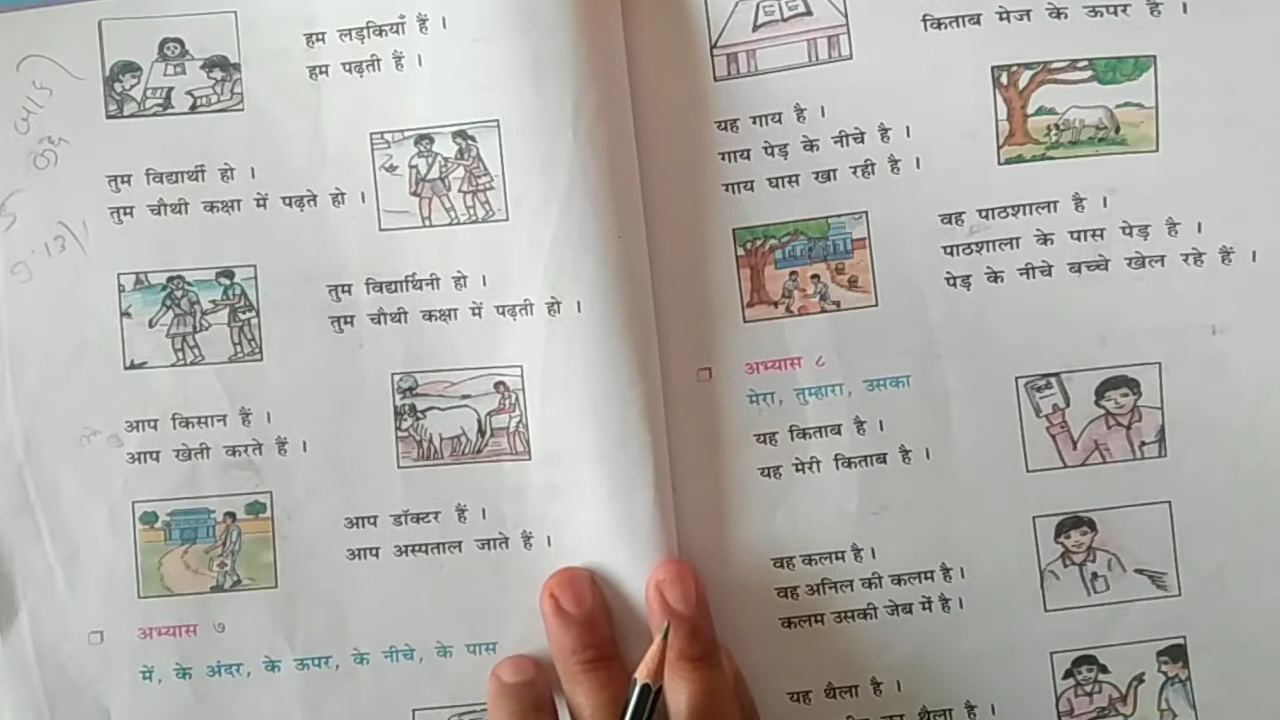 हम लड़कियाँ हैं ।
हम पढ़ती हैं ।
तुम विद्यार्थी हो ।
तुम चौथी कक्षा में पढ़ते हो ।
तुम विद्यार्थिनी हो ।
तुम चौथी कक्षा में पढ़ती हो ।
आप किसान हैं ।
आप खेती करते हैं ।
आप डॉक्टर हैं ।
आप अस्पताल जाते हैं ।
अभ्यास ७
में, के अंदर, के ऊपर, के नीचे, के पास
किताब मेज के ऊपर है ।
यह गाय है ।
गाय पेड़ के नीचे है ।
गाय घास खा रही है ।
वह पाठशाला है ।
पाठशाला के पास पेड़ है ।
पेड़ के नीचे बच्चे खेल रहे हैं ।
अभ्यास ८
मेरा, तुम्हारा, उसका
यह किताब है ।
यह मेरी किताब है ।
वह कलम है ।
वह अनिल की कलम है ।
कलम उसकी जेब में है ।
यह थैला है ।
थैला है ।